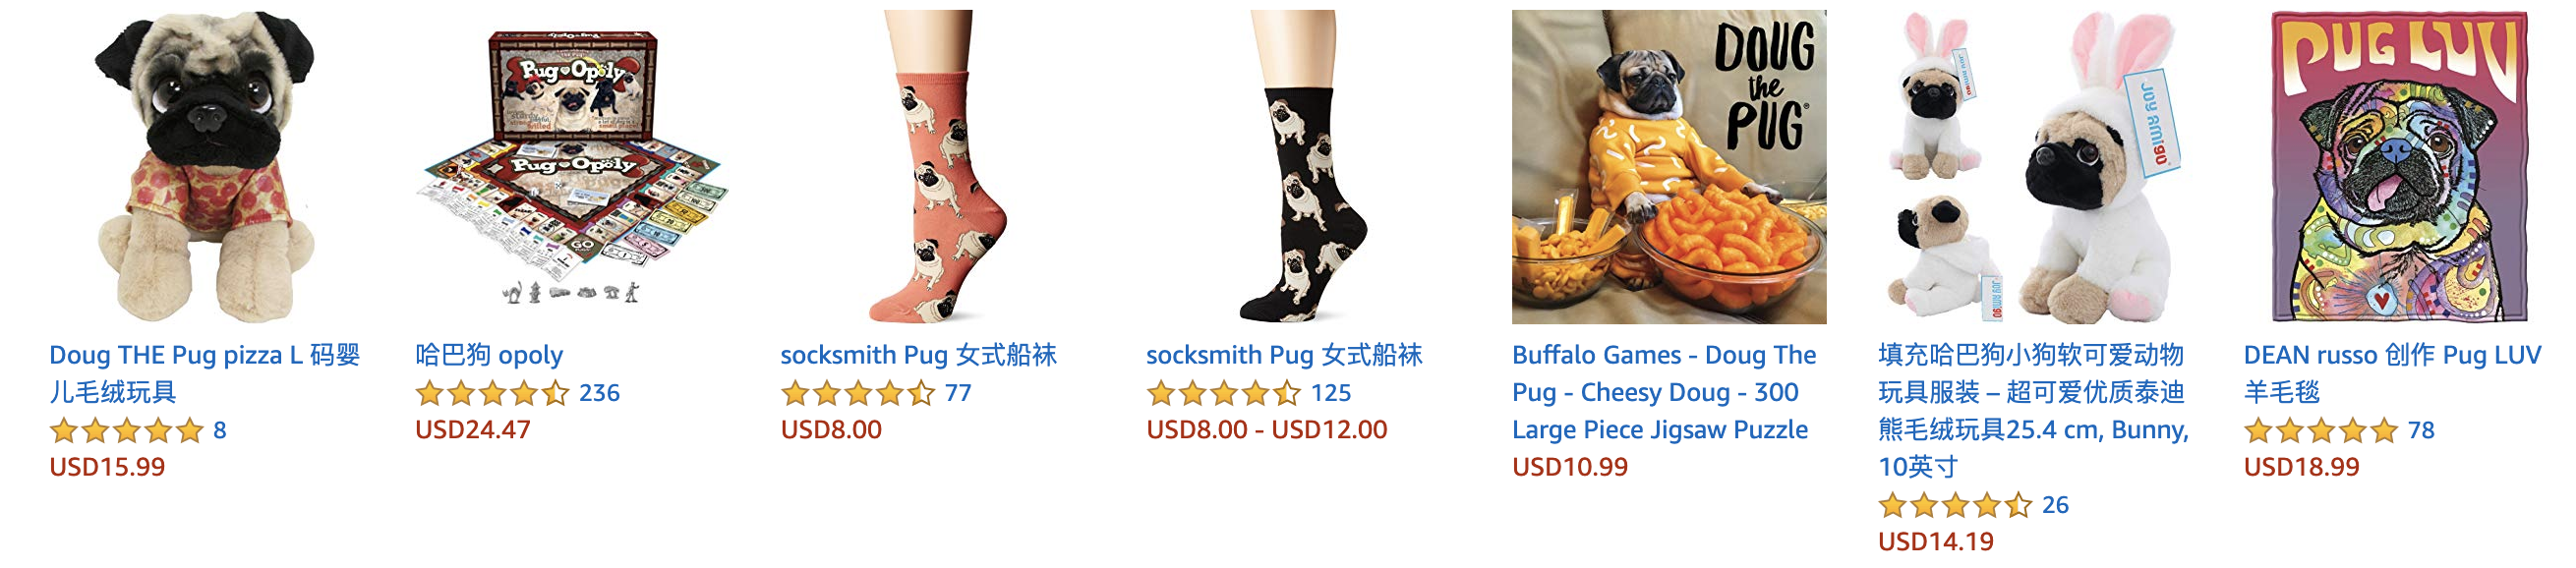 Pug Opoly
Pug Opoly
GO
DOUG
the
PUG®
JOY AMIGO
JOY AMIGO
JOY AMIGO
PUG LUV
Doug THE Pug pizza L 码婴
儿毛绒玩具
8
USD15.99
哈巴狗 opoly
236
USD24.47
socksmith Pug 女式船袜
77
USD8.00
socksmith Pug 女式船袜
125
USD8.00 - USD12.00
Buffalo Games - Doug The
Pug - Cheesy Doug - 300
Large Piece Jigsaw Puzzle
USD10.99
填充哈巴狗小狗软可爱动物
玩具服装 – 超可爱优质泰迪
熊毛绒玩具25.4 cm, Bunny,
10英寸
26
USD14.19
DEAN russo 创作 Pug LUV
羊毛毯
78
USD18.99